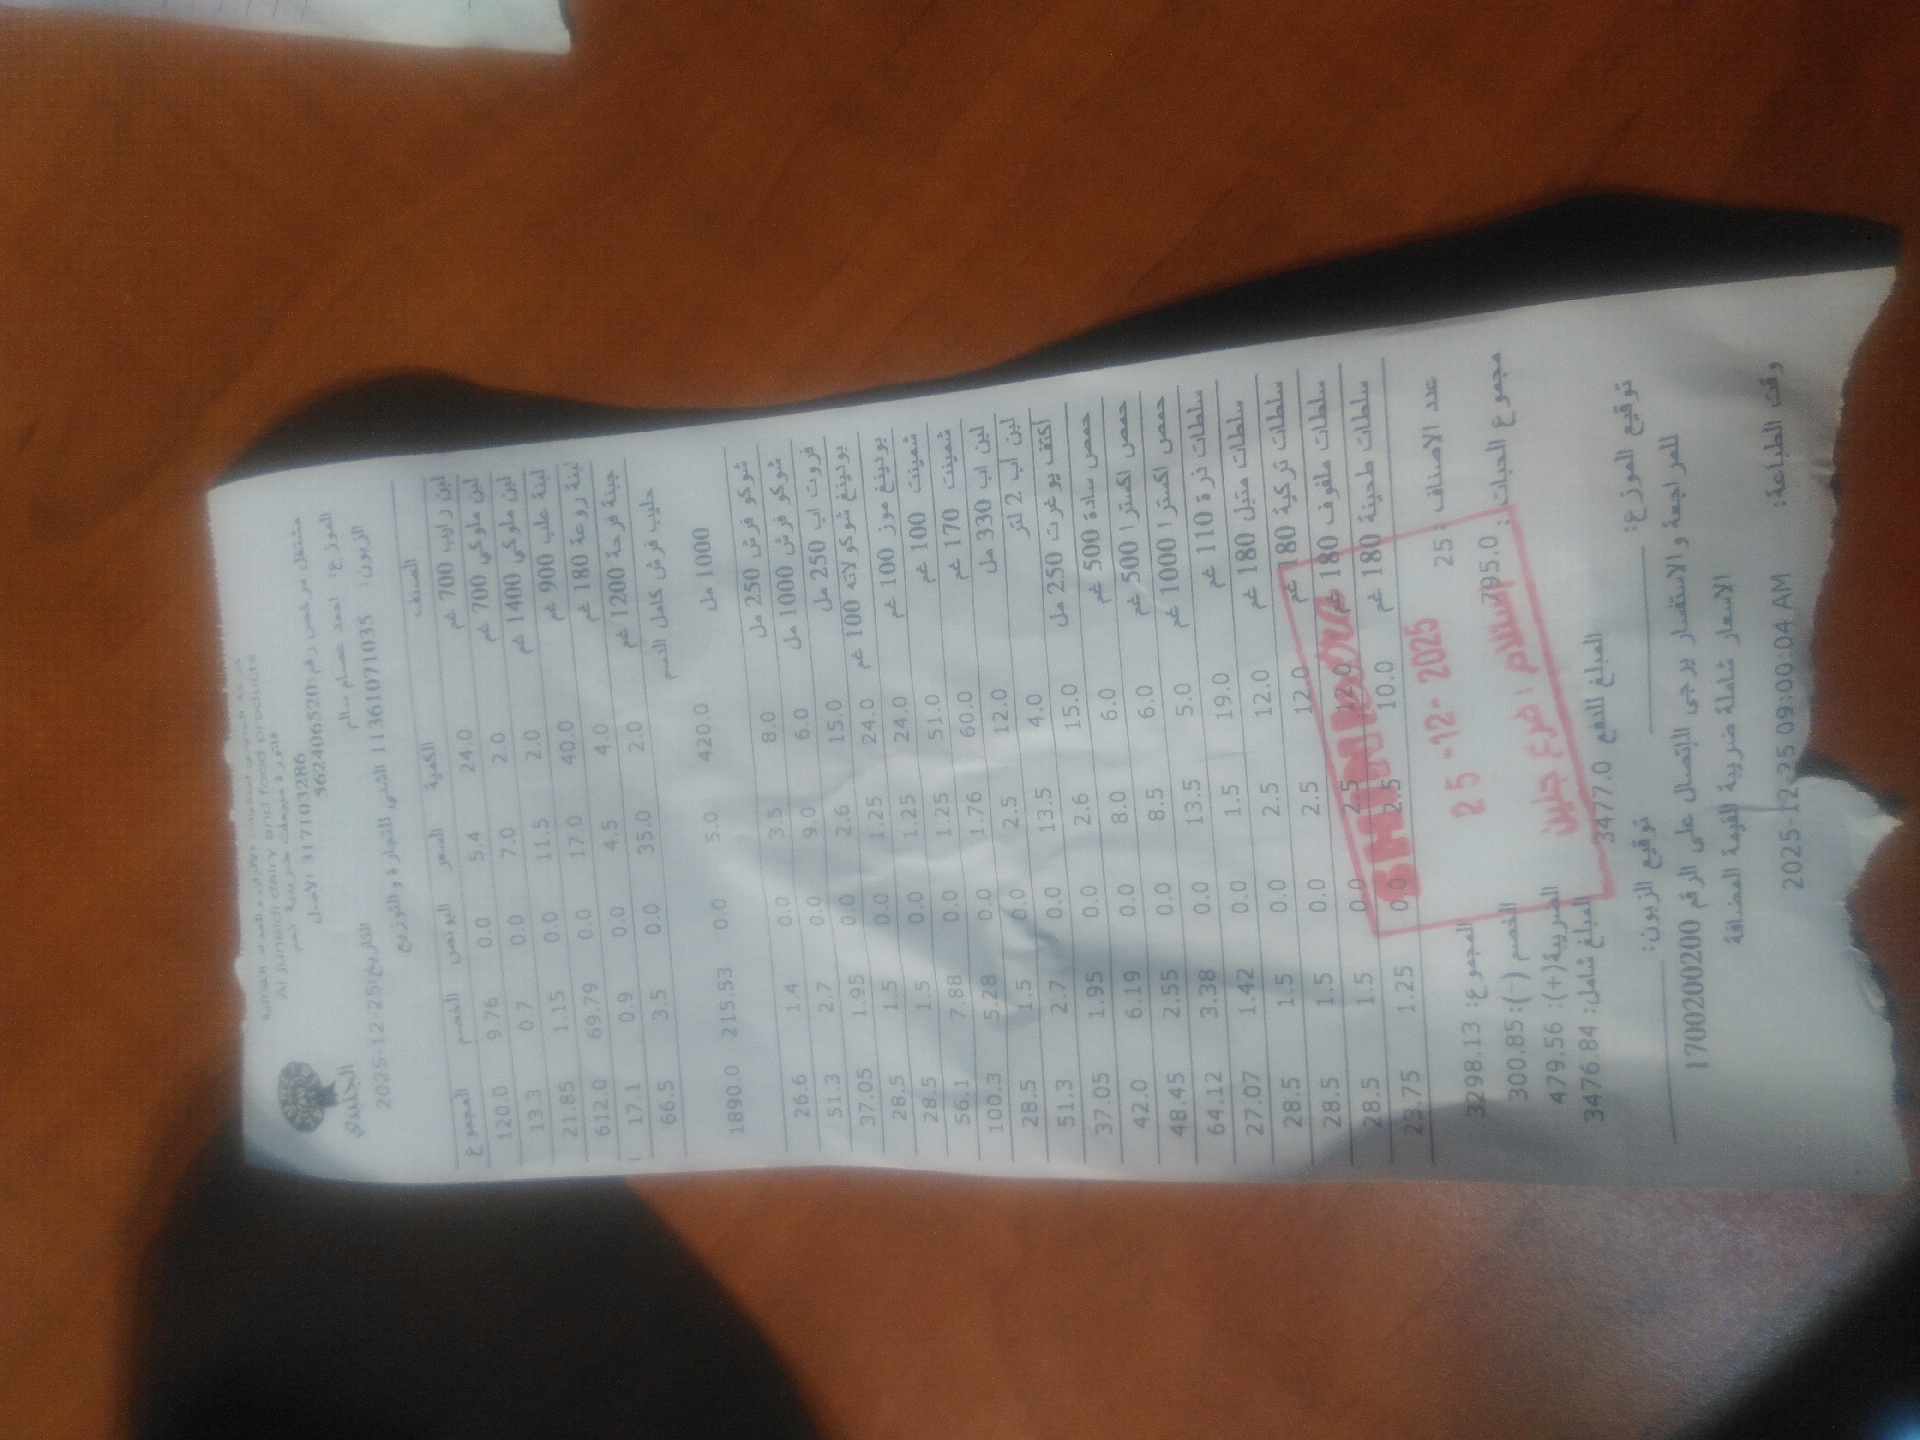 Al Juneidi dairy and food products
فاتورة مبيعات ضريبية رقم
317103286 الاصل
مشتغل مرخص رقم: 562406520
الموزع: احمد حسام سالم
الجنيدي
الزبون: 11361071035 الشني للتجارة والتوزيع
التاريخ: 2025-12-25
الصنف الكمية السعر البونص الخصم المجموع
لبن رايب 700 غم 24.0 5.4 0.0 9.76 120.0
لبن ملوكي 700 غم 2.0 7.0 0.0 0.7 13.3
لبن ملوكي 1400 غم 2.0 11.5 0.0 1.15 21.85
لبنة علب 900 غم 40.0 17.0 0.0 69.79 612.0
لبنة روعة 180 غم 4.0 4.5 0.0 0.9 17.1
جبنة فرحة 1200 غم 2.0 35.0 0.0 3.5 66.5
حليب فرش كامل الدسم
1000 مل 420.0 5.0 0.0 215.53 1890.0
شوكو فرش 250 مل 8.0 3.5 0.0 1.4 26.6
شوكو فرش 1000 مل 6.0 9.0 0.0 2.7 51.3
فروت اب 250 مل 15.0 2.6 0.0 1.95 37.05
بودينغ شوكولاته 100 غم 24.0 1.25 0.0 1.5 28.5
بودينغ موز 100 غم 24.0 1.25 0.0 1.5 28.5
شمينت 100 غم 51.0 1.25 0.0 7.88 56.1
شمينت 170 غم 60.0 1.76 0.0 5.28 100.3
لبن اب 330 مل 12.0 2.5 0.0 1.5 28.5
لبن اب 2 لتر 4.0 13.5 0.0 2.7 51.3
أكتف يوغرت 250 مل 15.0 2.6 0.0 1.95 37.05
حمص سادة 500 غم 6.0 8.0 0.0 6.19 42.0
حمص اكسترا 500 غم 6.0 8.5 0.0 2.55 48.45
حمص اكسترا 1000 غم 5.0 13.5 0.0 3.38 64.12
سلطات ذرة 110 غم 19.0 1.5 0.0 1.42 27.07
سلطات متبل 180 غم 12.0 2.5 0.0 1.5 28.5
سلطات تركية 180 غم 12.0 2.5 0.0 1.5 28.5
سلطات ملفوف 180 غم 12.0 2.5 0.0 1.5 28.5
سلطات طحينة 180 غم 10.0 2.5 0.0 1.25 23.75
عدد الاصناف : 25
المجموع: 3298.13
مجموع الحبات: 795.0
الخصم (-): 300.85
الضريبة(+): 479.56
المبلغ شامل: 3476.84
المبلغ للدفع 3477.0
25-12-2025
استلام : فرع جنين
توقيع الموزع:
توقيع الزبون:
للمراجعة والاستفسار يرجى الاتصال على الرقم 1700200200
الاسعار شاملة ضريبة القيمة المضافة
وقت الطباعة: 2025-12-25 09:00:04 AM